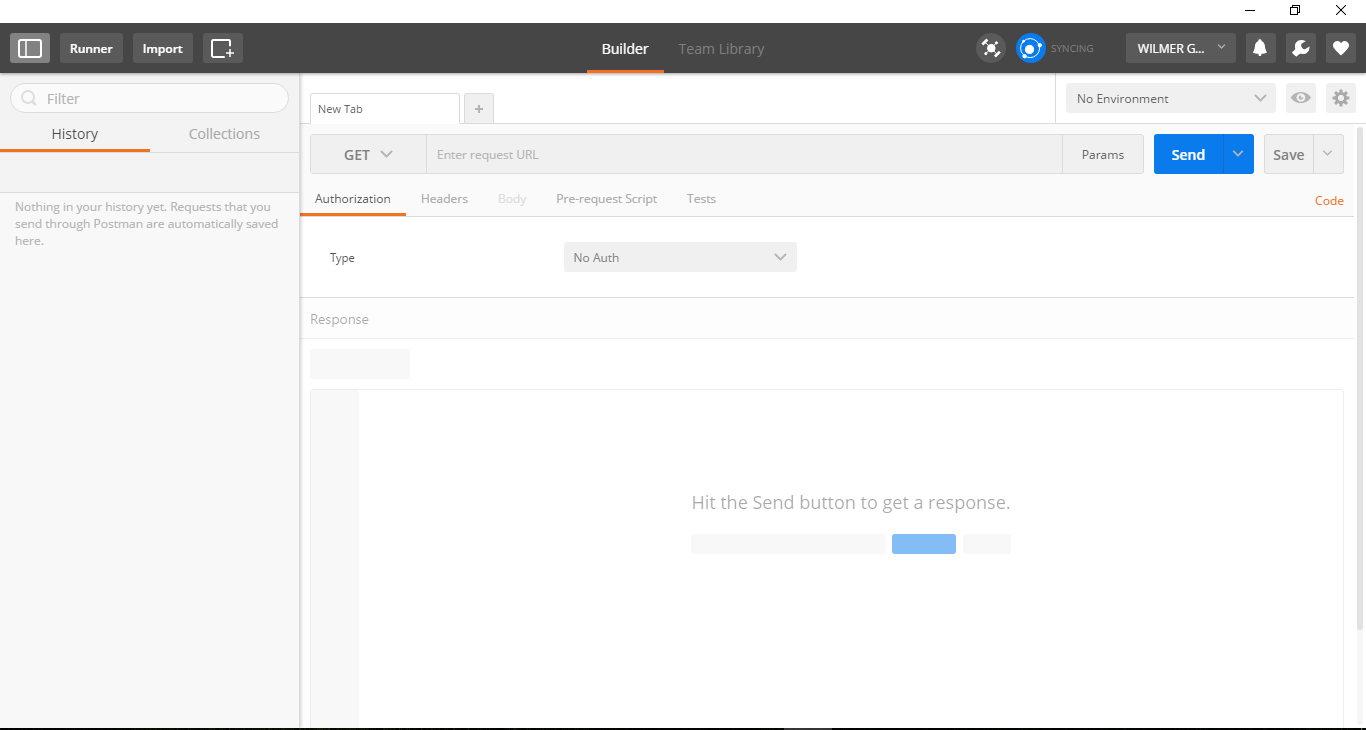 Runner
Import
Builder
Team Library
SYNCING
WILMER G...
Filter
History
Collections
Nothing in your history yet. Requests that you
send through Postman are automatically saved
here.
New Tab
+
No Environment
GET
Enter request URL
Params
Send
Save
Authorization
Headers
Body
Pre-request Script
Tests
Code
Type
No Auth
Response
Hit the Send button to get a response.